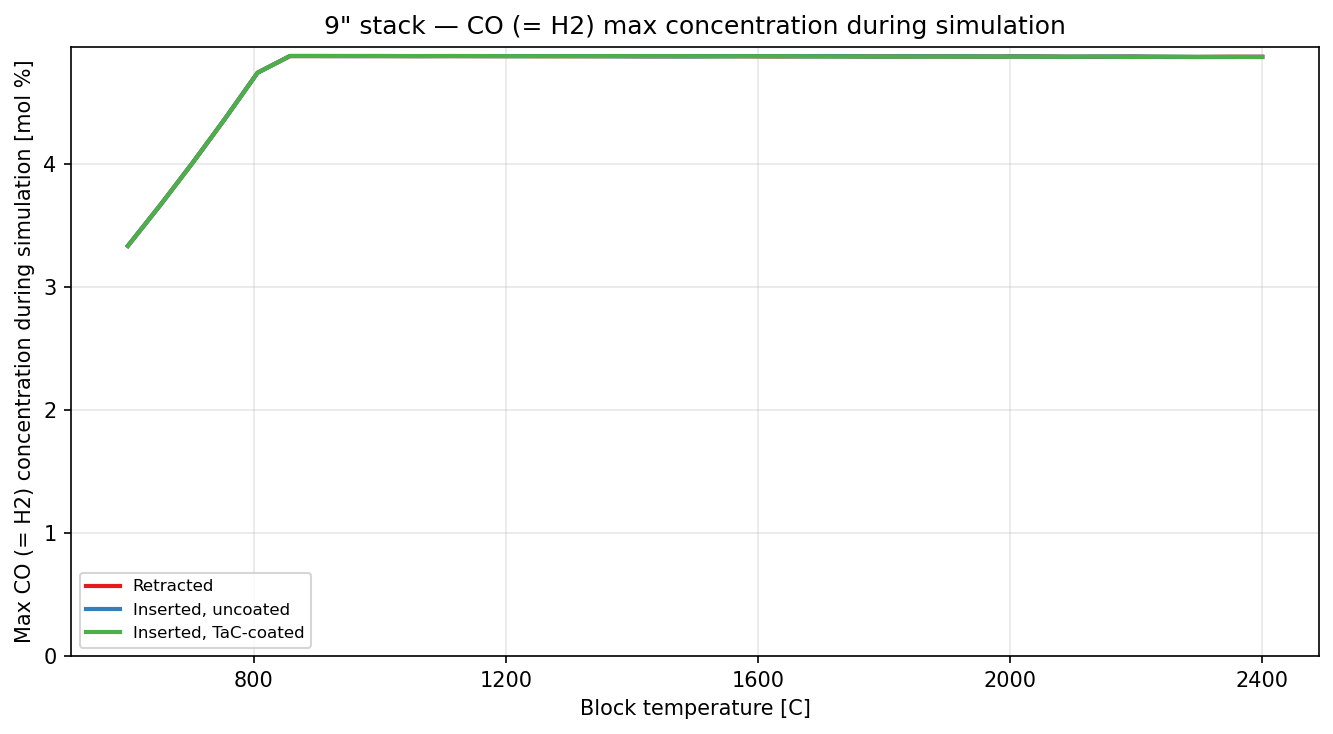 9" stack — CO (= H2) max concentration during simulation
Max CO (= H2) concentration during simulation [mol %]
4
3
2
1
0
Retracted
Inserted, uncoated
Inserted, TaC-coated
800
1200
1600
2000
2400
Block temperature [C]